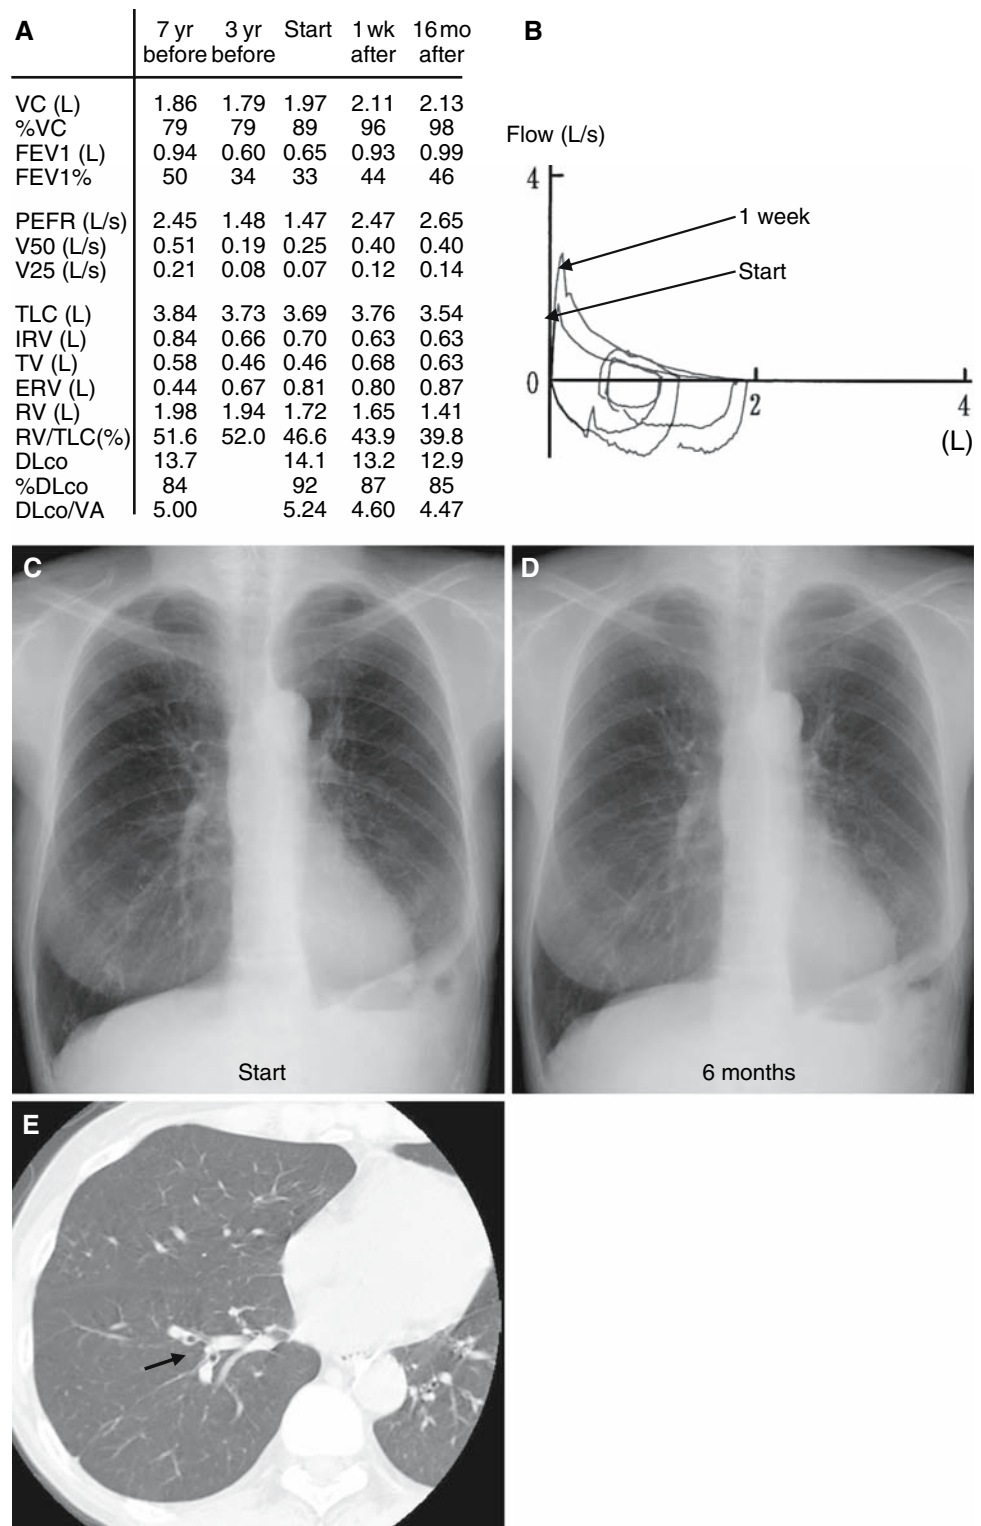 A
7 yr before 3 yr before Start 1 wk after 16 mo after
VC (L) 1.86 1.79 1.97 2.11 2.13
%VC 79 79 89 96 98
FEV1 (L) 0.94 0.60 0.65 0.93 0.99
FEV1% 50 34 33 44 46
PEFR (L/s) 2.45 1.48 1.47 2.47 2.65
V50 (L/s) 0.51 0.19 0.25 0.40 0.40
V25 (L/s) 0.21 0.08 0.07 0.12 0.14
TLC (L) 3.84 3.73 3.69 3.76 3.54
IRV (L) 0.84 0.66 0.70 0.63 0.63
TV (L) 0.58 0.46 0.46 0.68 0.63
ERV (L) 0.44 0.67 0.81 0.80 0.87
RV (L) 1.98 1.94 1.72 1.65 1.41
RV/TLC(%) 51.6 52.0 46.6 43.9 39.8
DLco 13.7 14.1 13.2 12.9
%DLco 84 92 87 85
DLco/VA 5.00 5.24 4.60 4.47
B
Flow (L/s)
4
1 week
Start
0
2
4
(L)
C
Start
D
6 months
E